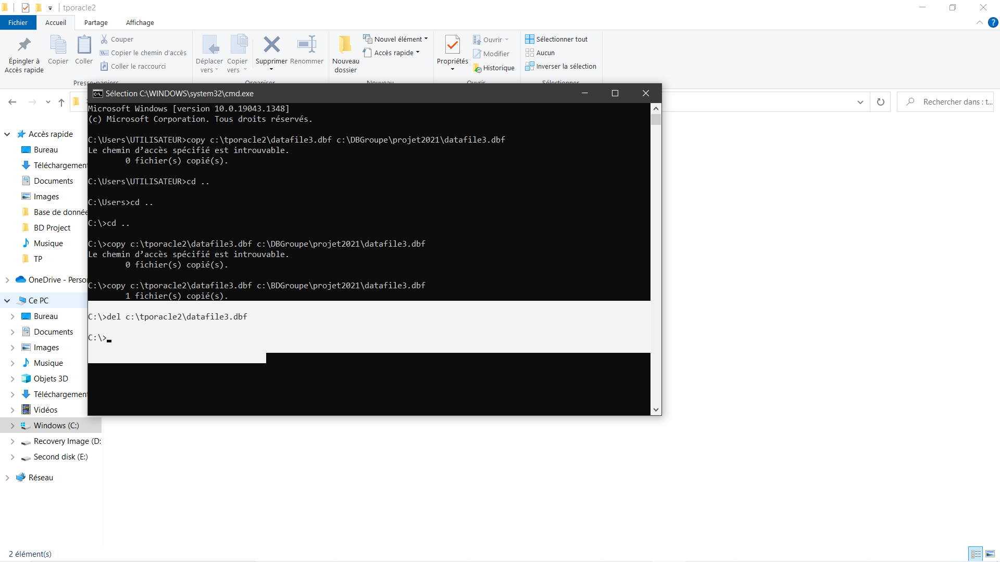 tporacle2
Fichier
Accueil
Partage
Affichage
?
Épingler à
Accès rapide
Copier
Coller
Couper
Copier le chemin d'accès
Coller le raccourci
Presse-papiers
Déplacer
vers
Copier
vers
Supprimer
Renommer
Organiser
Nouveau
dossier
Nouvel élément
Accès rapide
Nouveau
Propriétés
Ouvrir
Modifier
Historique
Ouvrir
Sélectionner tout
Aucun
Inverser la sélection
Sélectionner
Rechercher dans : t...
Accès rapide
Bureau
Téléchargement
Documents
Images
Base de donnée
BD Project
Musique
TP
OneDrive - Perso
Ce PC
Bureau
Documents
Images
Musique
Objets 3D
Téléchargement
Vidéos
Windows (C:)
Recovery Image (D:
Second disk (E:)
Réseau
2 élément(s)
Sélection C:\WINDOWS\system32\cmd.exe
Microsoft Windows [version 10.0.19043.1348]
(c) Microsoft Corporation. Tous droits réservés.
C:\Users\UTILISATEUR>copy c:\tporacle2\datafile3.dbf c:\DBGroupe\projet2021\datafile3.dbf
Le chemin d’accès spécifié est introuvable.
0 fichier(s) copié(s).
C:\Users\UTILISATEUR>cd ..
C:\Users>cd ..
C:\>cd ..
C:\>copy c:\tporacle2\datafile3.dbf c:\DBGroupe\projet2021\datafile3.dbf
Le chemin d’accès spécifié est introuvable.
0 fichier(s) copié(s).
C:\>copy c:\tporacle2\datafile3.dbf c:\BDGroupe\projet2021\datafile3.dbf
1 fichier(s) copié(s).
C:\>del c:\tporacle2\datafile3.dbf
C:\>